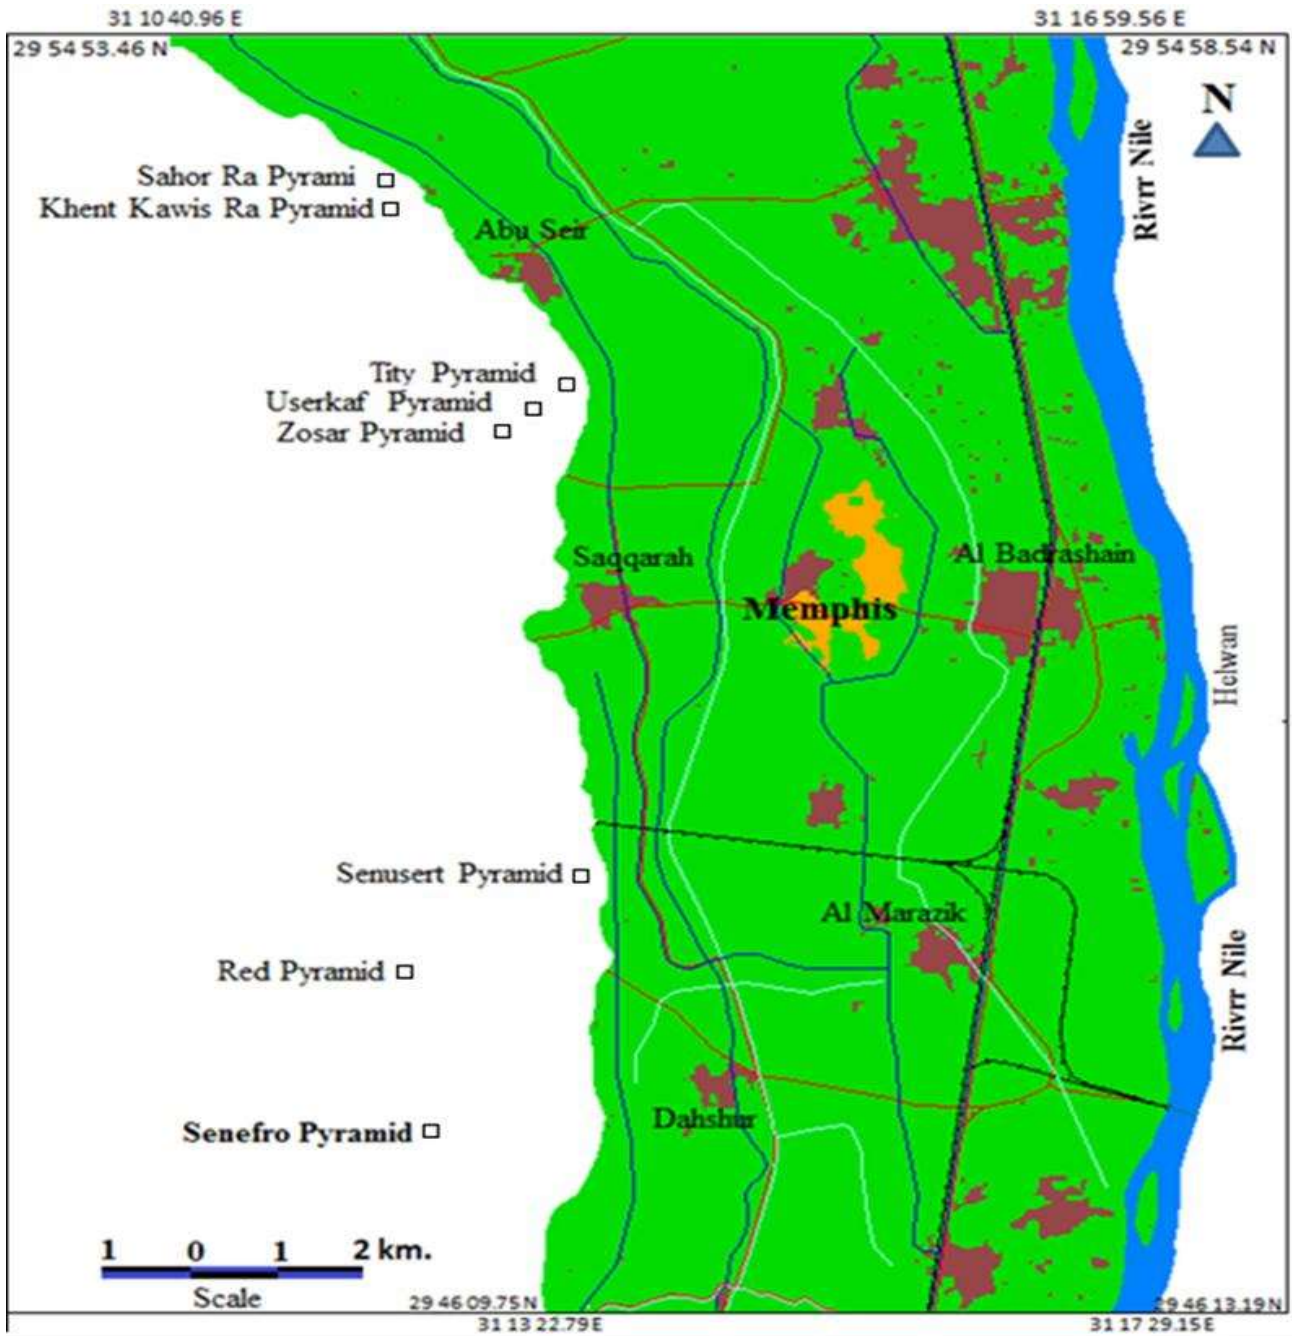 31 10 40.96 E
31 16 59.56 E
29 54 53.46 N
29 54 58.54 N
N
Rivrr Nile
Sahor Ra Pyrami
Khent Kawis Ra Pyramid
Abu Seir
Tity Pyramid
Userkaf Pyramid
Zosar Pyramid
Saqqarah
Al Badrashain
Memphis
Helwan
Senusert Pyramid
Al Marazik
Red Pyramid
Rivrr Nile
Dahshur
Senefro Pyramid
1 0 1 2 km.
Scale
29 46 09.75 N
29 46 13.19 N
31 13 22.79 E
31 17 29.15 E